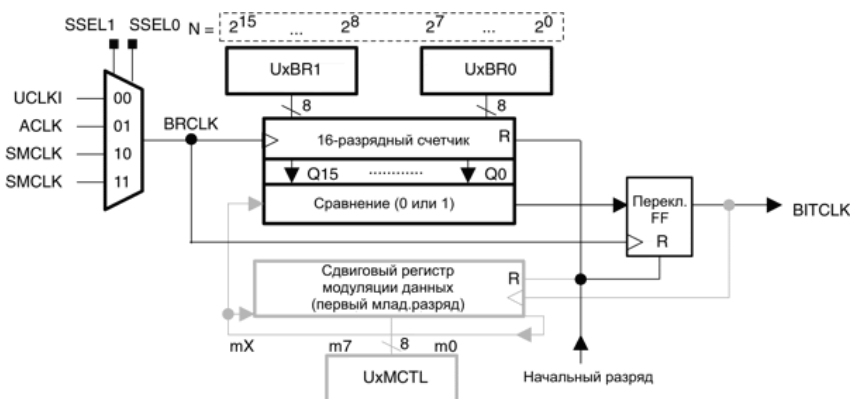 SSEL1 SSEL0 N = 2^15 ... 2^8 2^7 ... 2^0
UxBR1 UxBR0
8 8
UCLKI 00
ACLK 01
SMCLK 10
SMCLK 11
BRCLK
16-разрядный счетчик R
Q15 ............ Q0
Сравнение (0 или 1)
Перекл.
FF
R
BITCLK
Сдвиговый регистр
модуляции данных
(первый млад.разряд)
R
mX m7 8 m0
UxMCTL
Начальный разряд